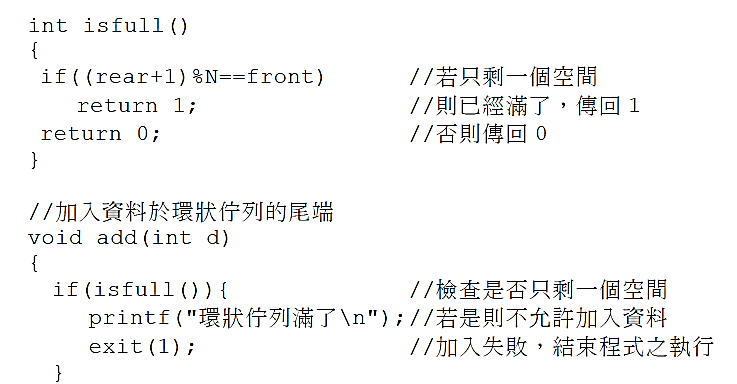 int isfull()
{
if((rear+1)%N==front) //若只剩一個空間
return 1; //則已經滿了，傳回 1
return 0; //否則傳回 0
}
//加入資料於環狀佇列的尾端
void add(int d)
{
if(isfull()){ //檢查是否只剩一個空間
printf("環狀佇列滿了\n"); //若是則不允許加入資料
exit(1); //加入失敗，結束程式之執行
}